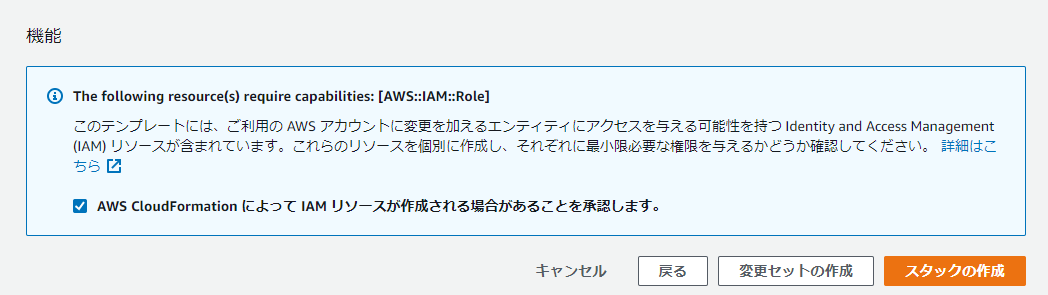 機能
The following resource(s) require capabilities: [AWS::IAM::Role]
このテンプレートには、ご利用の AWS アカウントに変更を加えるエンティティにアクセスを与える可能性を持つ Identity and Access Management
(IAM) リソースが含まれています。これらのリソースを個別に作成し、それぞれに最小限必要な権限を与えるかどうか確認してください。 詳細はこ
ちら
AWS CloudFormation によって IAM リソースが作成される場合があることを承認します。
キャンセル 戻る 変更セットの作成 スタックの作成